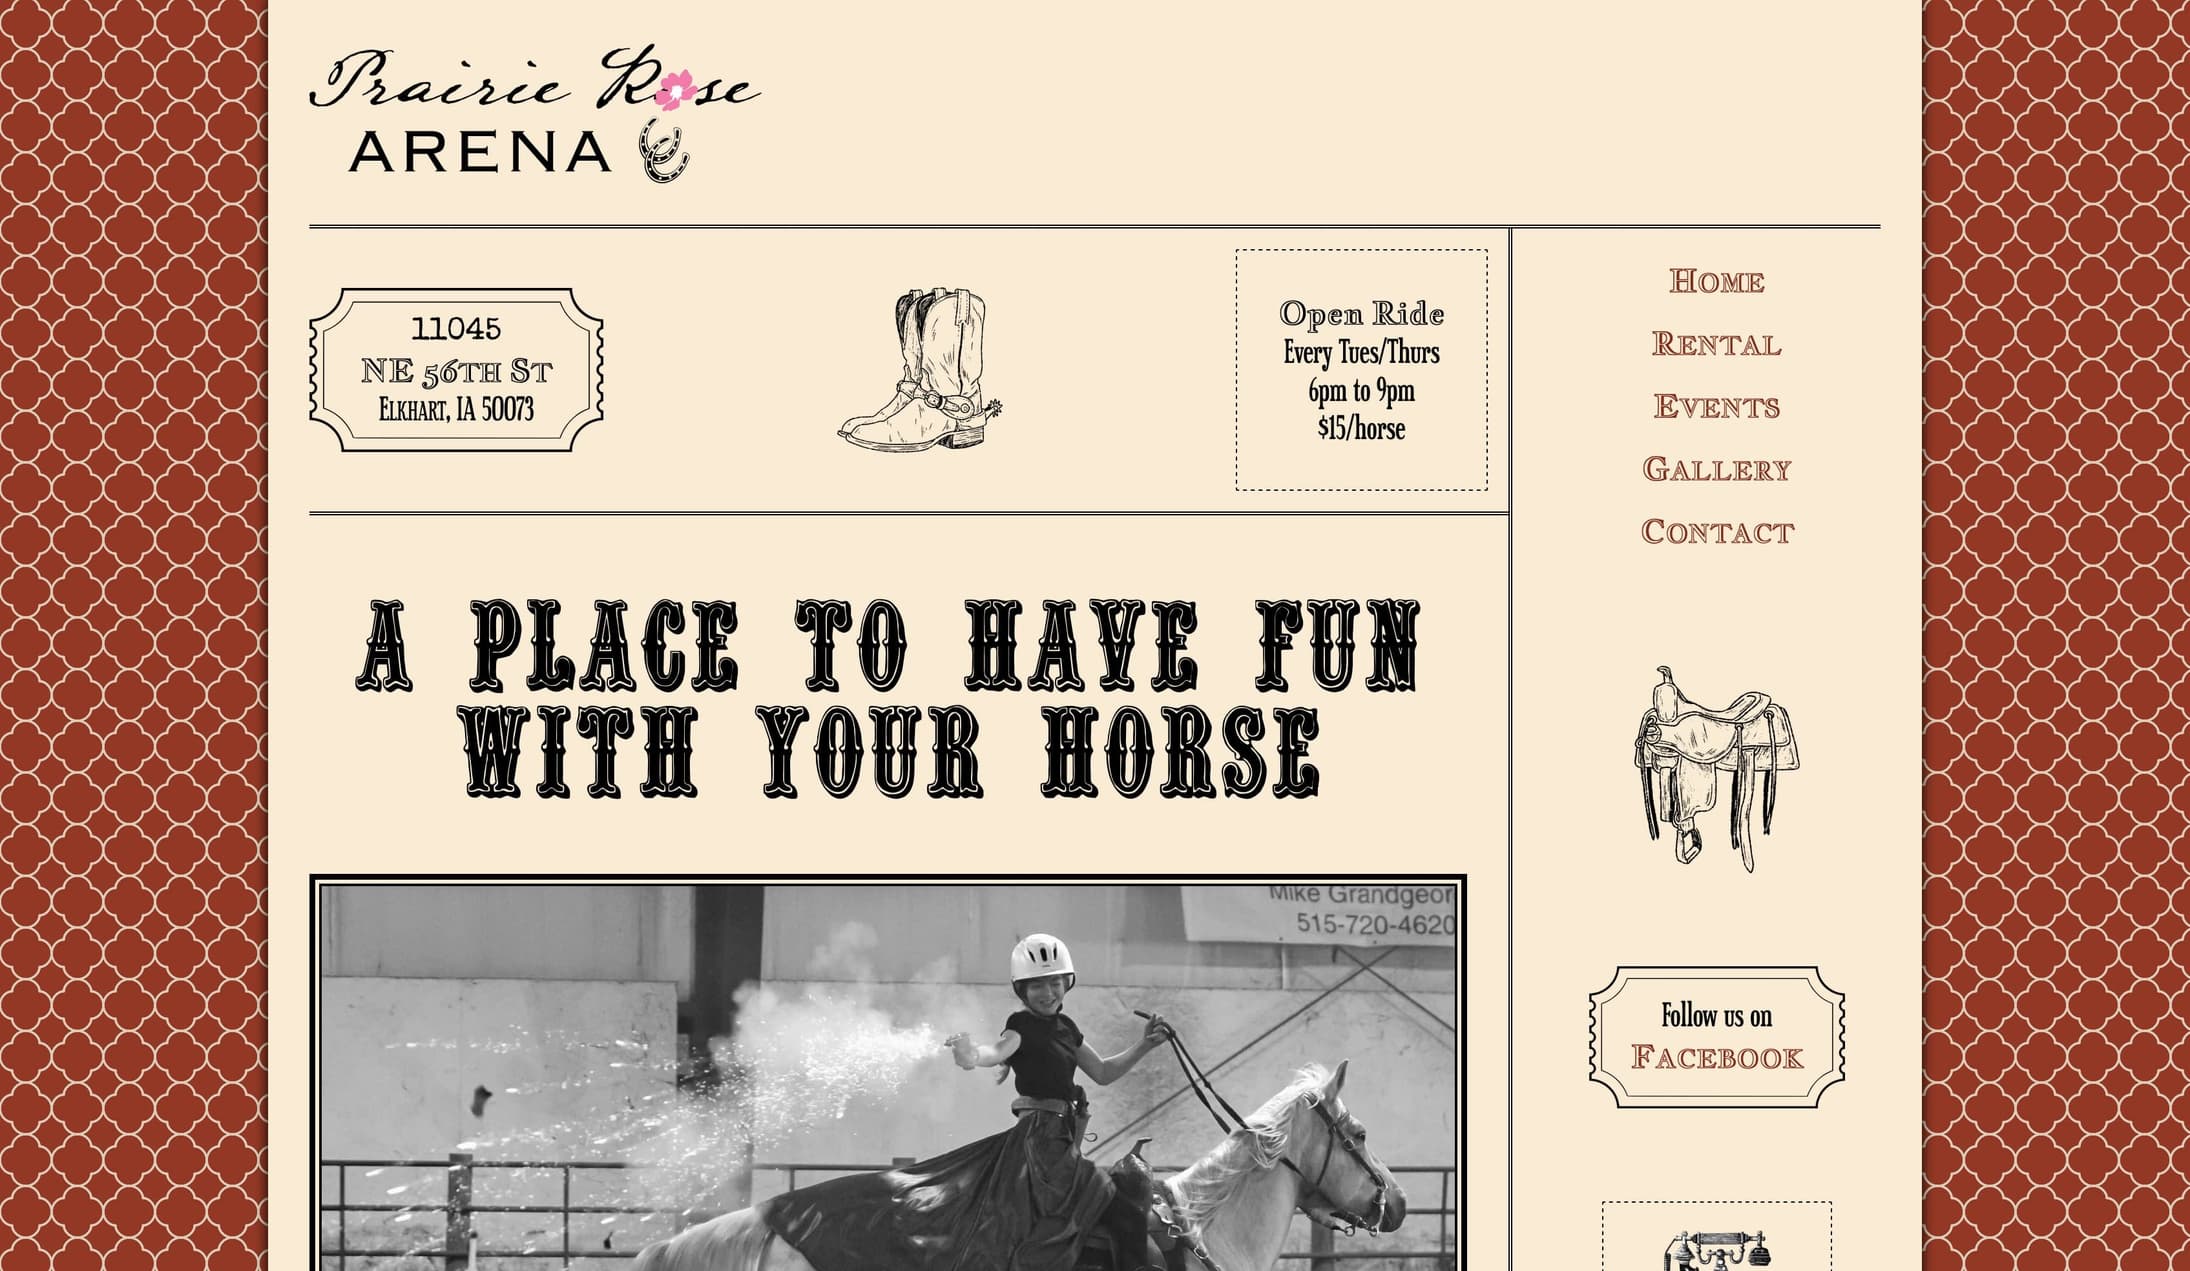 Prairie Rose
ARENA
11045
NE 56TH ST
ELKHART, IA 50073
Open Ride
Every Tues/Thurs
6pm to 9pm
$15/horse
HOME
RENTAL
EVENTS
GALLERY
CONTACT
A PLACE TO HAVE FUN
WITH YOUR HORSE
Mike Grandgeor
515-720-4620
Follow us on
FACEBOOK